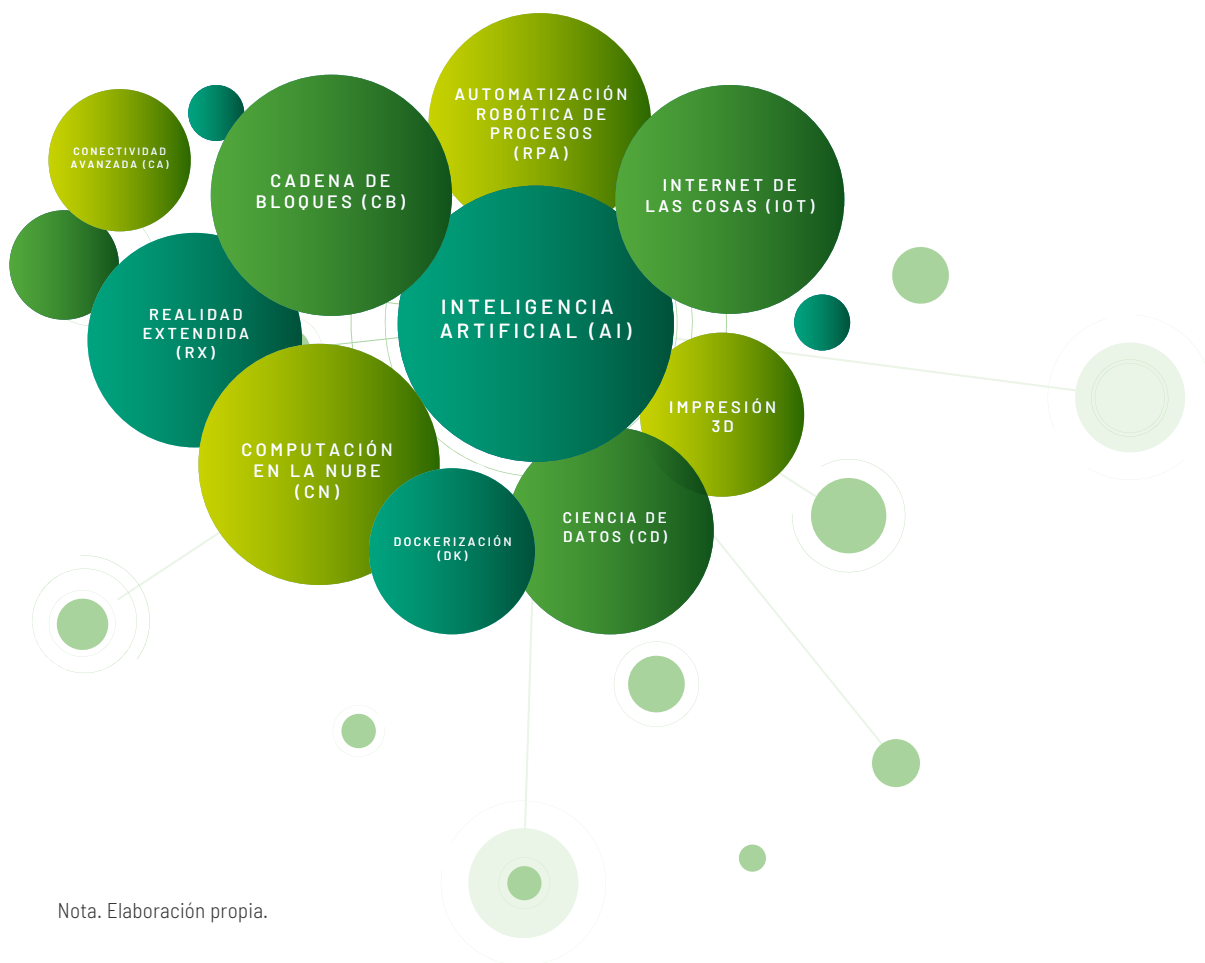 AUTOMATIZACIÓN
ROBÓTICA DE
PROCESOS
(RPA)
CONECTIVIDAD
AVANZADA (CA)
CADENA DE
BLOQUES (CB)
INTERNET DE
LAS COSAS (IOT)
REALIDAD
EXTENDIDA
(RX)
INTELIGENCIA
ARTIFICIAL (AI)
IMPRESIÓN
3D
COMPUTACIÓN
EN LA NUBE
(CN)
DOCKERIZACIÓN
(DK)
CIENCIA DE
DATOS (CD)
Nota. Elaboración propia.